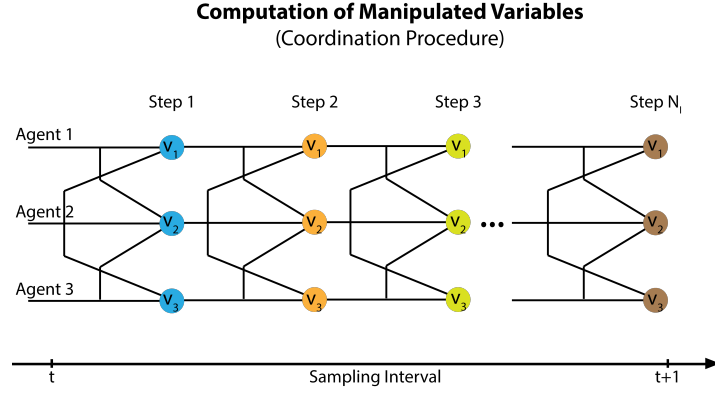 Computation of Manipulated Variables
(Coordination Procedure)
Step 1 Step 2 Step 3 Step Nl
Agent 1 V1 V1 V1 V1
Agent 2 V2 V2 V2 ... V2
Agent 3 V3 V3 V3 V3
t Sampling Interval t+1